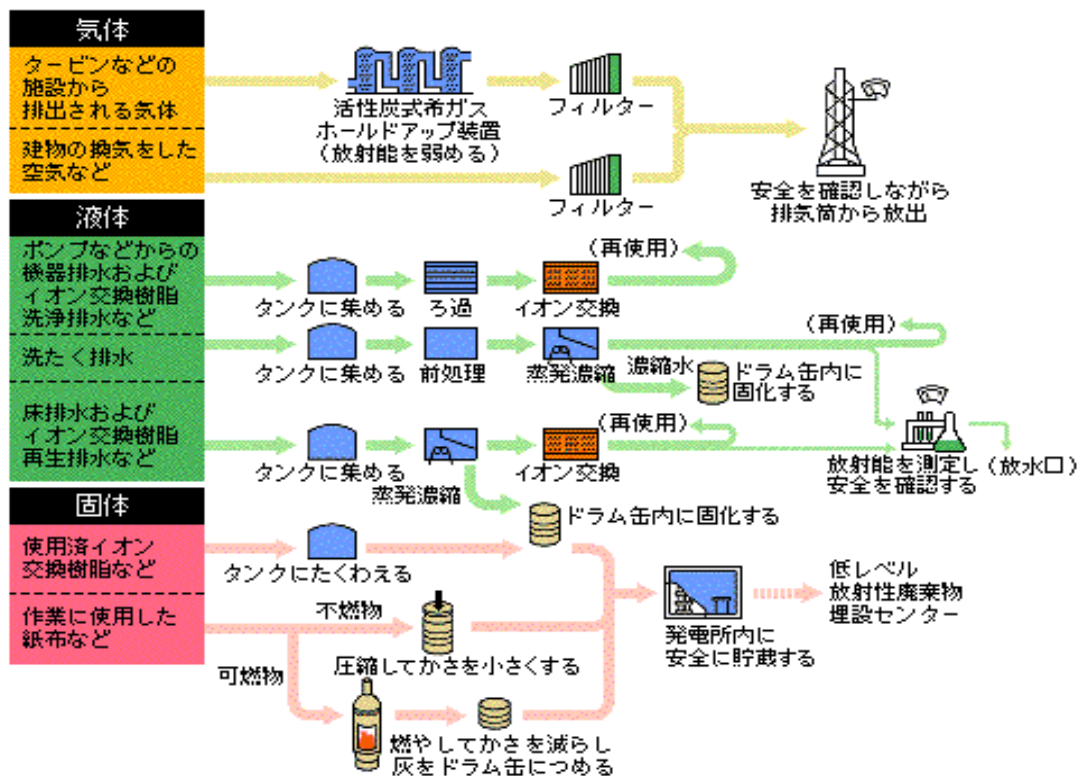 気体
タービンなどの
施設から
排出される気体
活性炭式希ガス
ホールドアップ装置
(放射能を弱める)
フィルター
建物の換気をした
空気など
フィルター
安全を確認しながら
排気筒から放出
液体
ポンプなどからの
機器排水および
イオン交換樹脂
洗浄排水など
タンクに集める
ろ過
イオン交換
(再使用)
洗たく排水
タンクに集める
前処理
蒸発濃縮
濃縮水
ドラム缶内に
固化する
(再使用)
床排水および
イオン交換樹脂
再生排水など
タンクに集める
蒸発濃縮
イオン交換
(再使用)
ドラム缶内に固化する
放射能を測定し
安全を確認する
(放水口)
固体
使用済イオン
交換樹脂など
タンクにたくわえる
作業に使用した
紙布など
不燃物
圧縮してかさを小さくする
可燃物
燃やしてかさを減らし
灰をドラム缶につめる
発電所内に
安全に貯蔵する
低レベル
放射性廃棄物
埋設センター